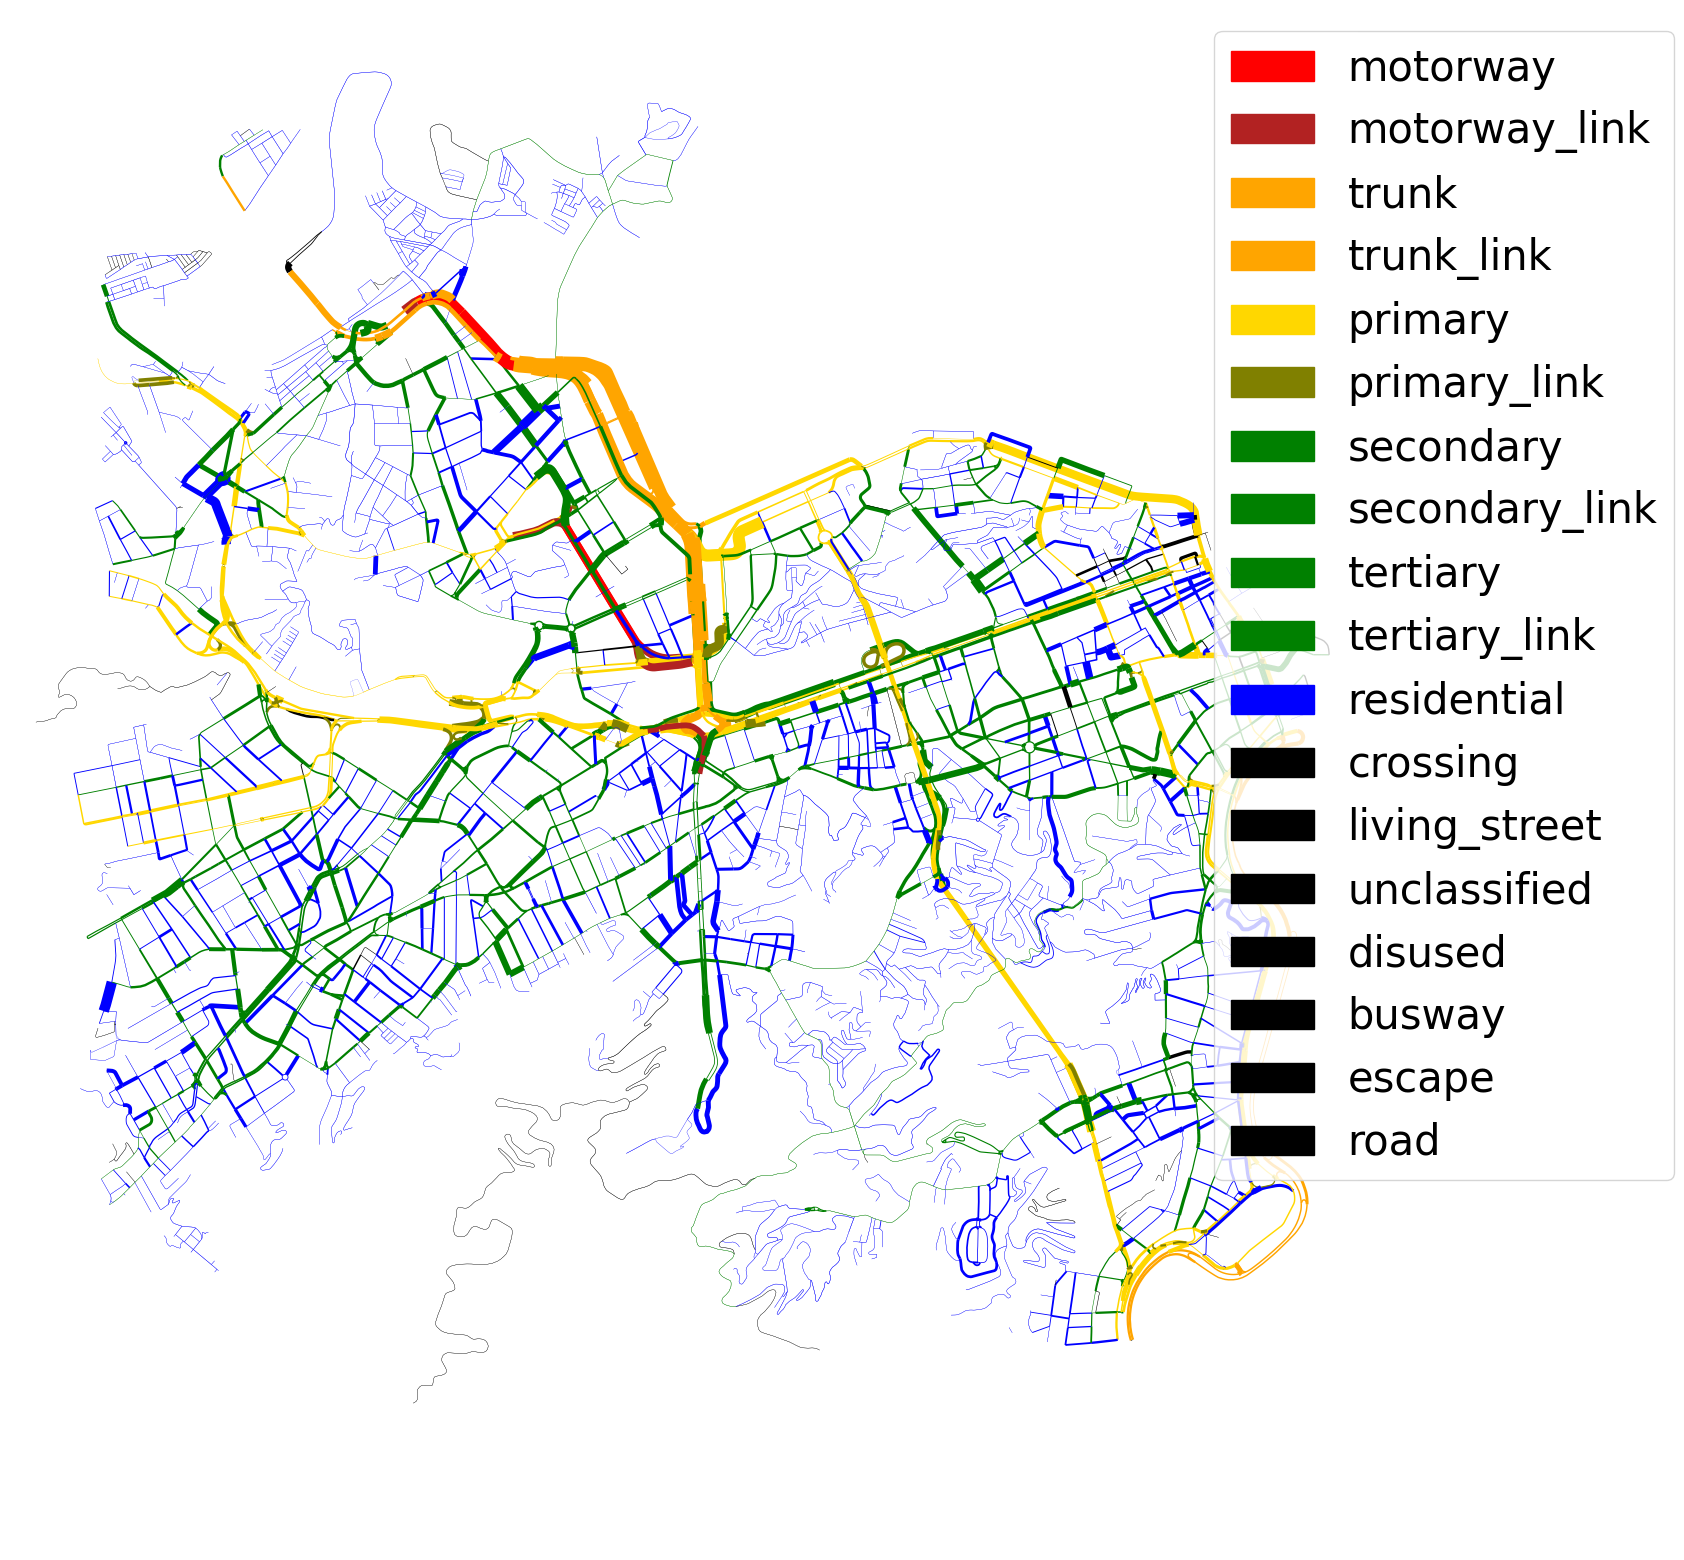 motorway
motorway_link
trunk
trunk_link
primary
primary_link
secondary
secondary_link
tertiary
tertiary_link
residential
crossing
living_street
unclassified
disused
busway
escape
road